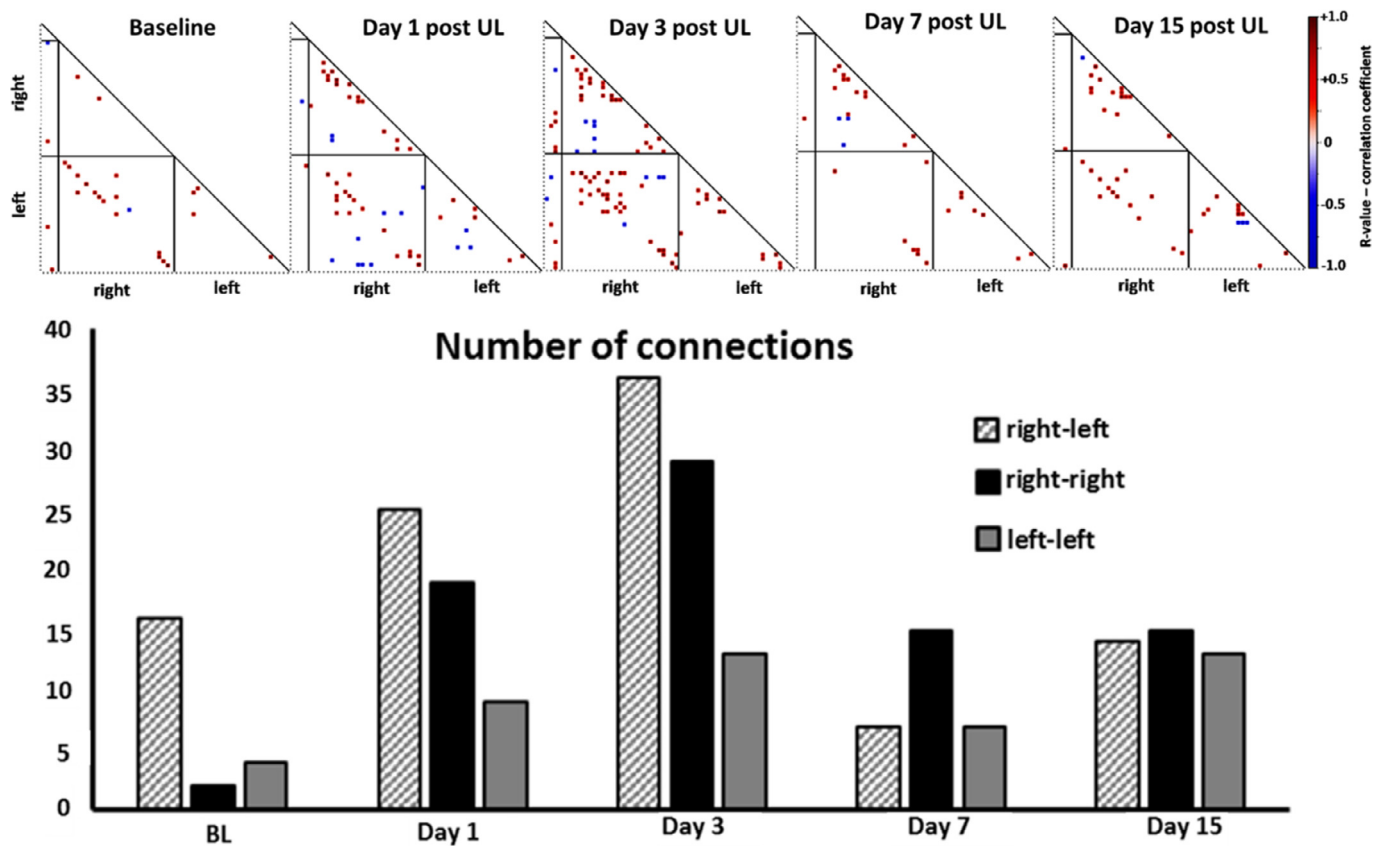 Baseline
Day 1 post UL
Day 3 post UL
Day 7 post UL
Day 15 post UL
right
left
right
left
right
left
right
left
right
left
right
left
+1.0
+0.5
0
-0.5
-1.0
R-value – correlation coefficient
Number of connections
40
35
30
25
20
15
10
5
0
right-left
right-right
left-left
BL
Day 1
Day 3
Day 7
Day 15